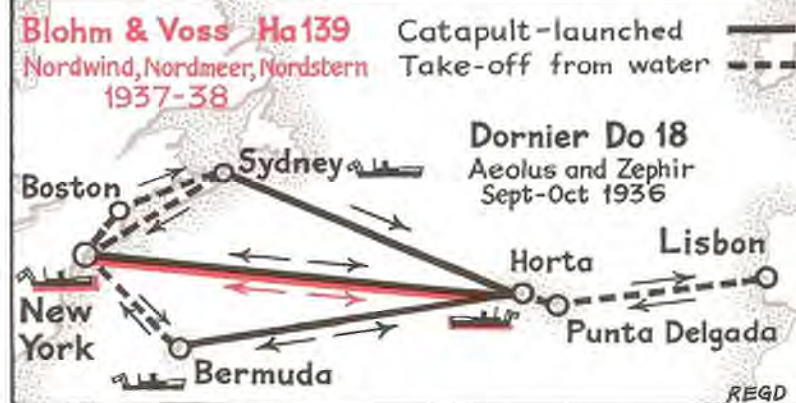 Blohm & Voss Ha 139
Nordwind, Nordmeer, Nordstern
1937-38
Catapult-launched
Take-off from water
Dornier Do 18
Aeolus and Zephir
Sept-Oct 1936
Sydney
Boston
Lisbon
Horta
New
York
Punta Delgada
Bermuda
REGD